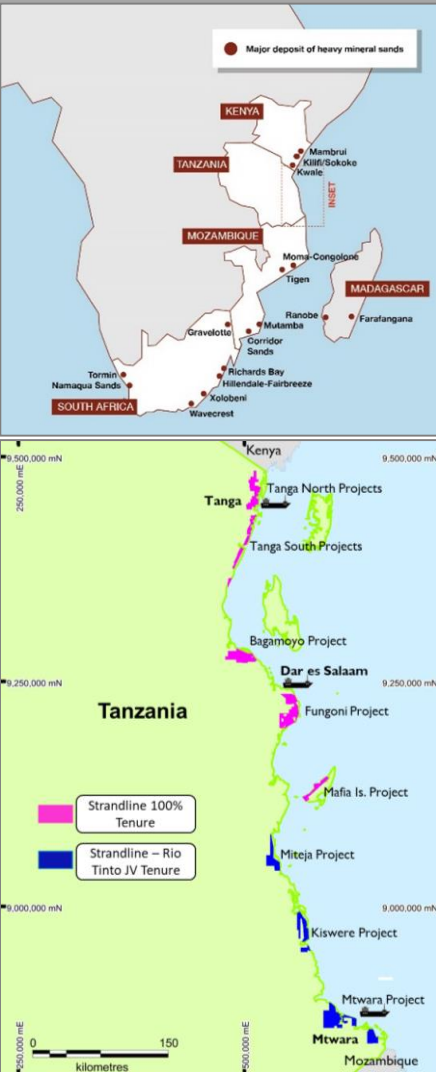 Major deposit of heavy mineral sands
KENYA
Mambrui
Kilifi/Sokoke
Kwale
TANZANIA
INSET
MOZAMBIQUE
Moma-Congolone
Tigen
MADAGASCAR
Ranobe
Farafangana
Gravelotte
Mutamba
Corridor
Sands
Tormin
Namaqua Sands
Richards Bay
Hillendale-Fairbreeze
Xolobeni
SOUTH AFRICA
Wavecrest
Kenya
9,500,000 mN
9,500,000 mN
250,000 mE
Tanga North Projects
Tanga
Tanga South Projects
Bagamoyo Project
Dar es Salaam
9,250,000 mN
9,250,000 mN
Tanzania
Fungoni Project
Mafia Is. Project
Strandline 100%
Tenure
Strandline – Rio
Tinto JV Tenure
Miteja Project
9,000,000 mN
9,000,000 mN
Kiswere Project
Mtwara Project
Mtwara
0
150
kilometres
250,000 mE
500,000 mE
Mozambique